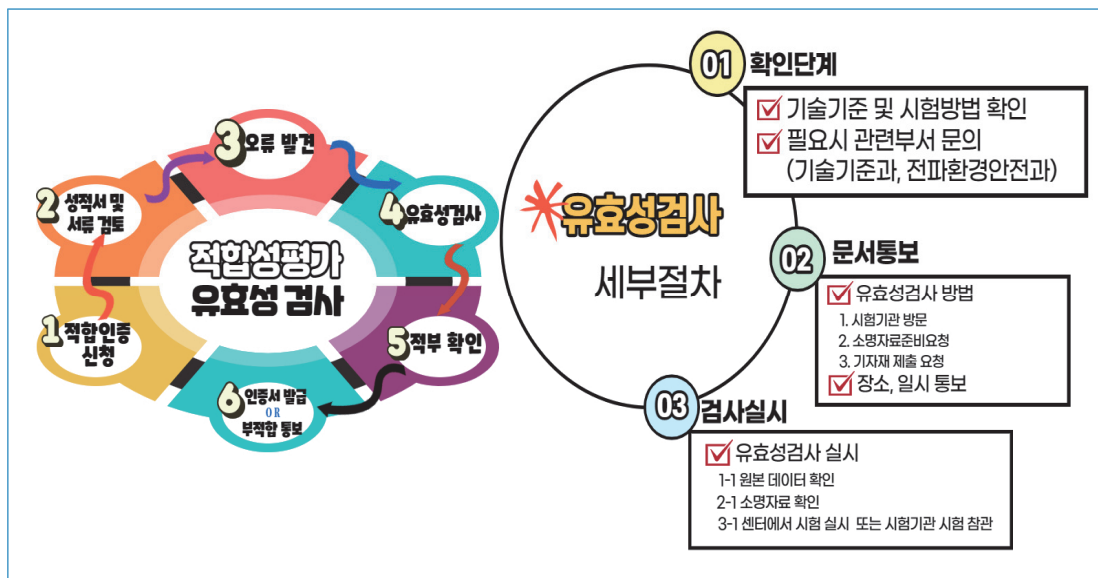 1 적합인증
신청
2 성적서 및
서류 검토
3 오류 발견
4 유효성검사
5 적부 확인
6 인증서 발급
OR
부적합 통보
적합성평가
유효성 검사
유효성검사
세부절차
01 확인단계
기술기준 및 시험방법 확인
필요시 관련부서 문의
(기술기준과, 전파환경안전과)
02 문서통보
유효성검사 방법
1. 시험기관 방문
2. 소명자료준비요청
3. 기자재 제출 요청
장소, 일시 통보
03 검사실시
유효성검사 실시
1-1 원본 데이터 확인
2-1 소명자료 확인
3-1 센터에서 시험 실시 또는 시험기관 시험 참관